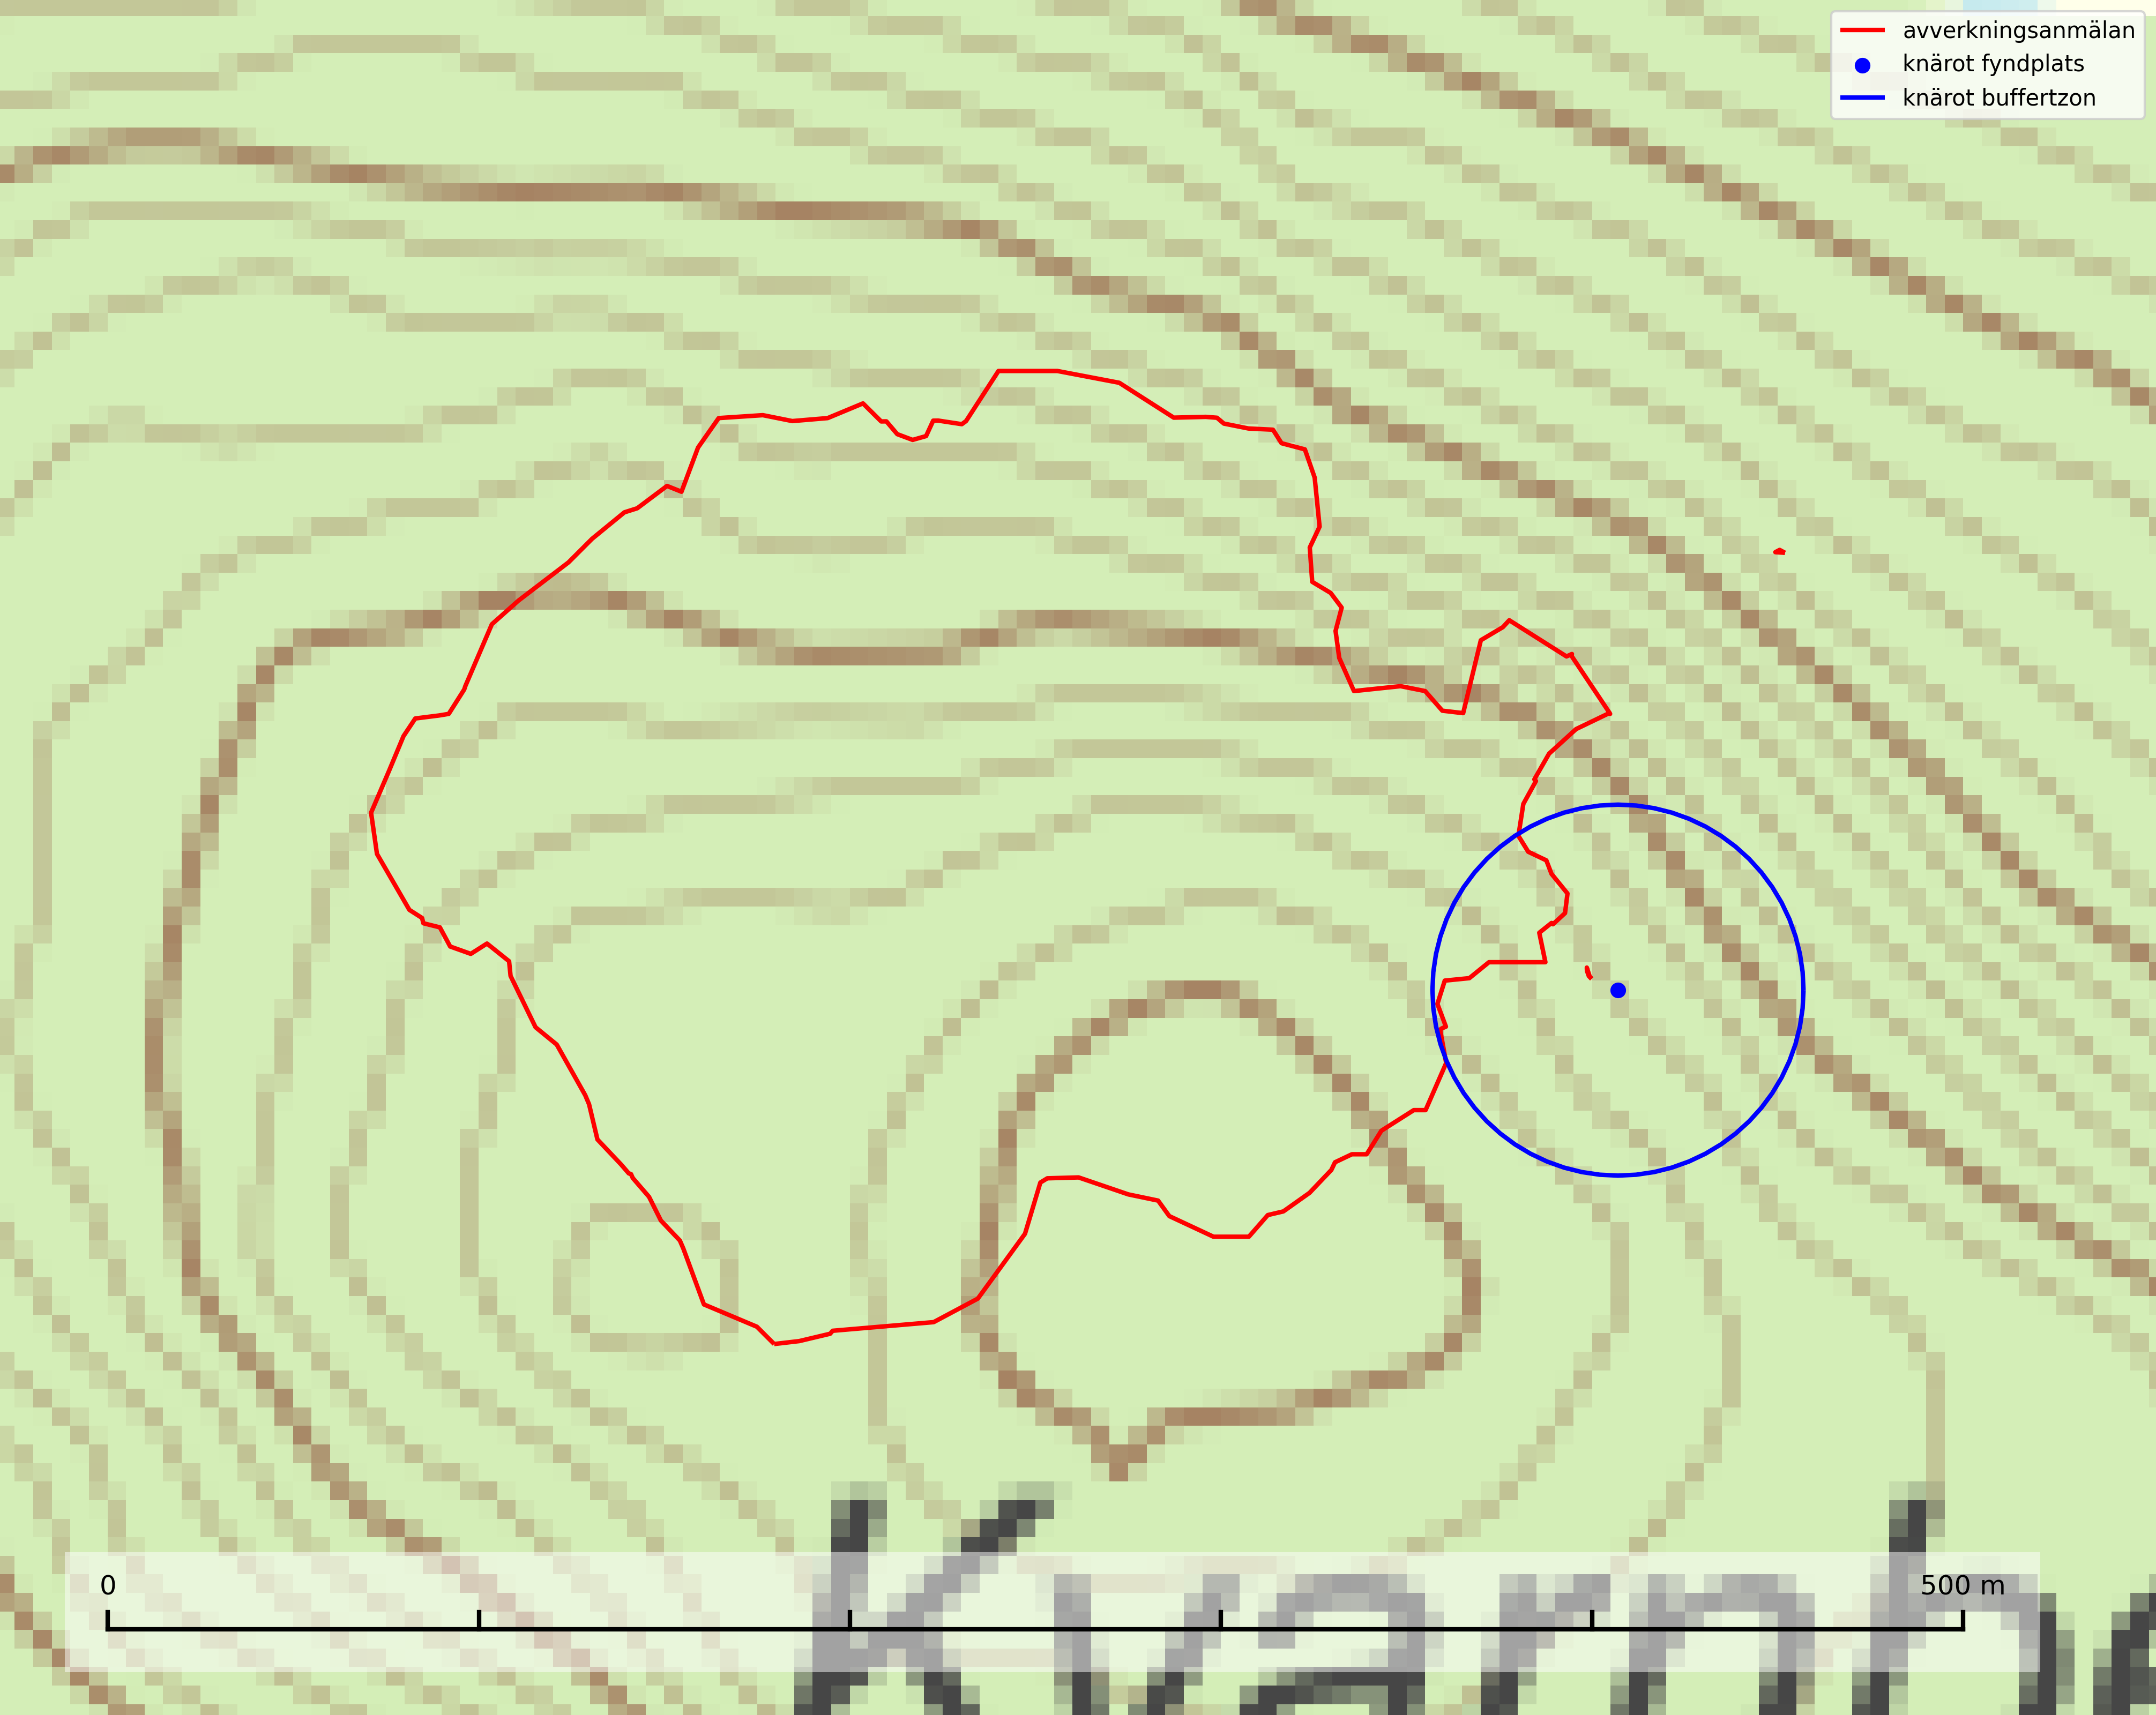 avverkningsanmälan
knärot fyndplats
knärot buffertzon
0
500 m